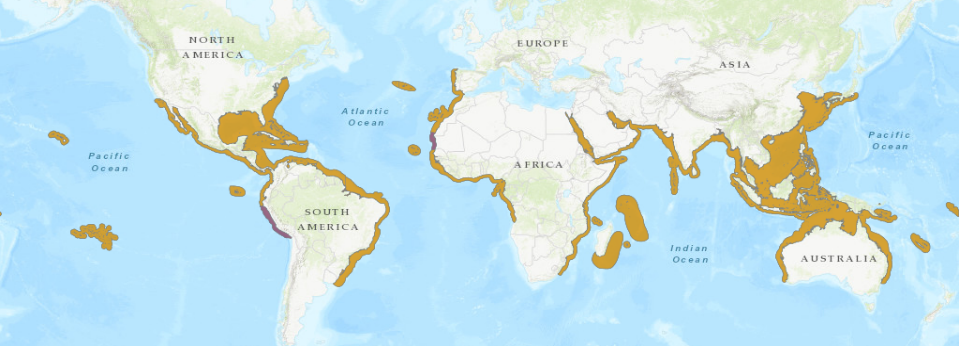 NORTH
AMERICA
EUROPE
ASIA
Atlantic
Ocean
Pacific
Ocean
Pacific
Ocean
AFRICA
SOUTH
AMERICA
Indian
Ocean
AUSTRALIA